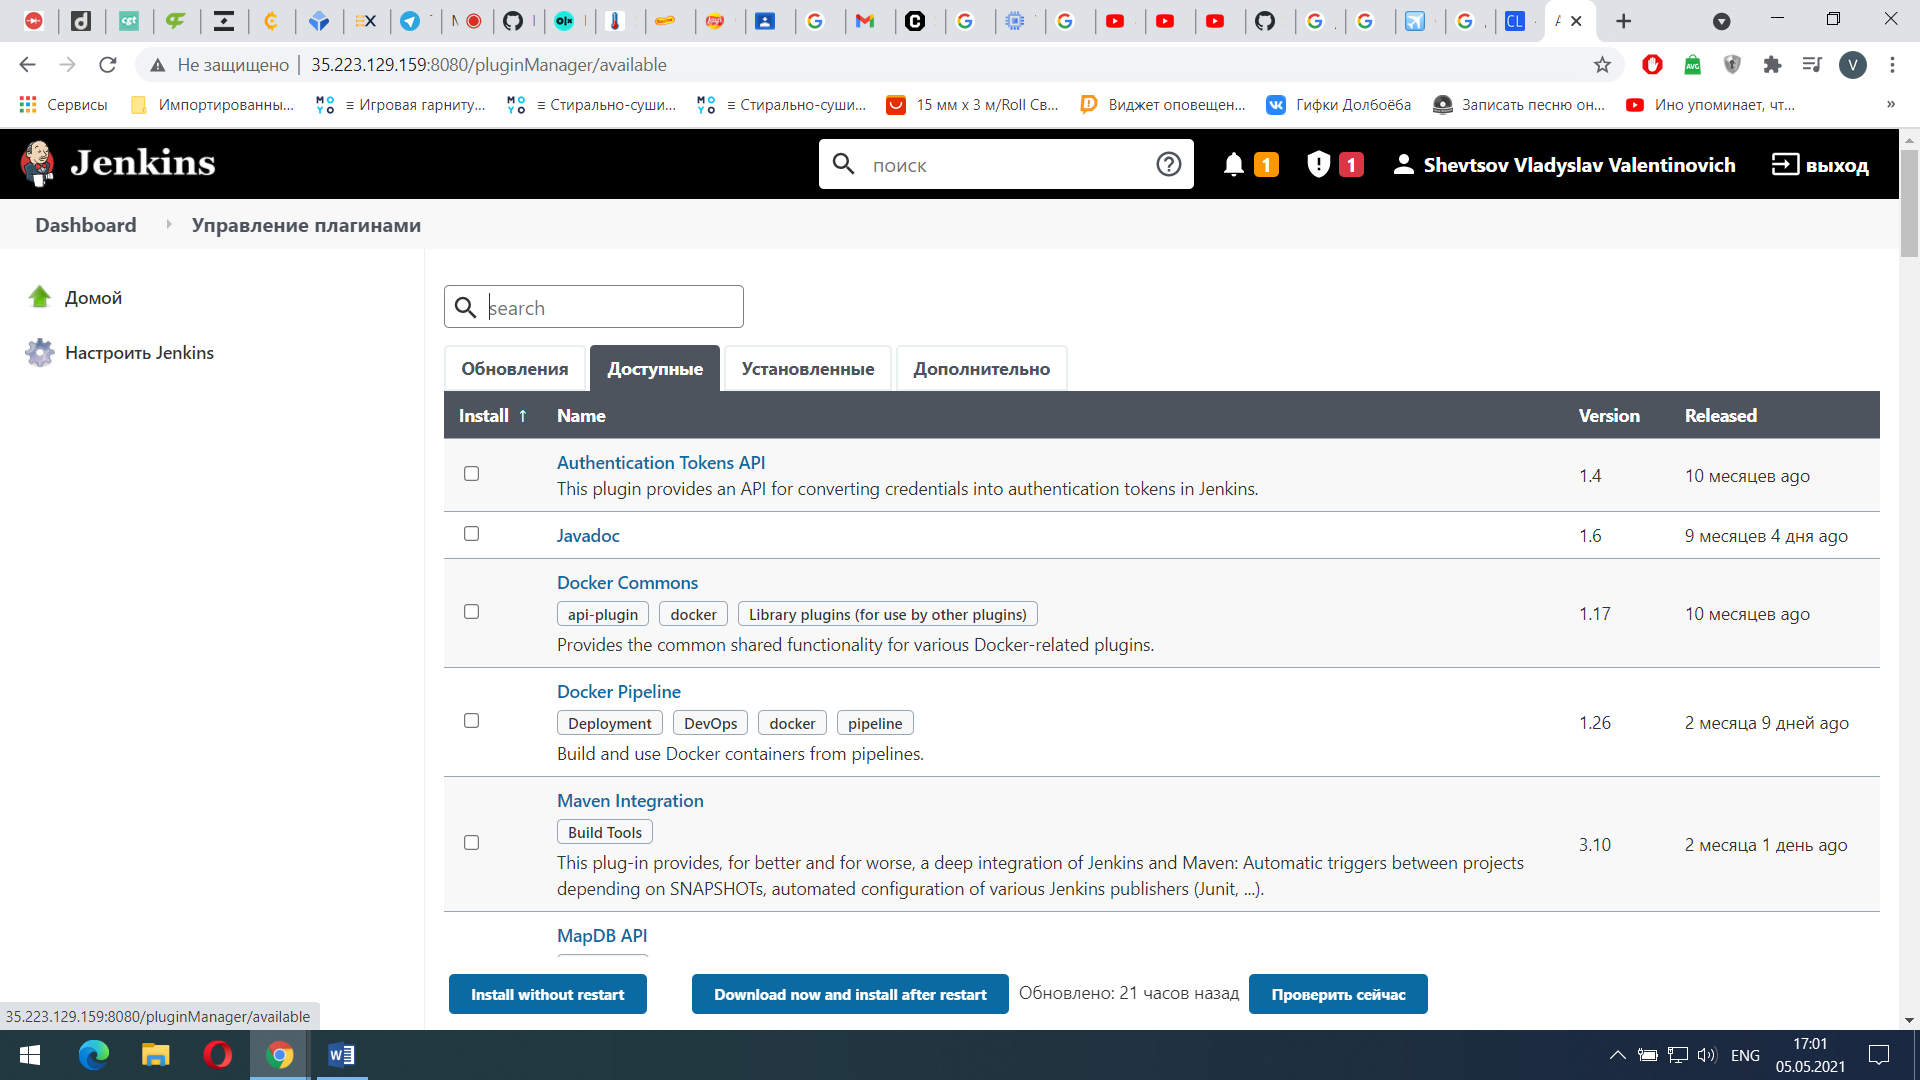 Не защищено | 35.223.129.159:8080/pluginManager/available
Сервисы
Импортированны...
≡ Игровая гарниту...
≡ Стирально-суши...
≡ Стирально-суши...
15 мм x 3 м/Roll Св...
Виджет оповещен...
Гифки Долбоёба
Записать песню он...
Ино упоминает, чт...
»
Jenkins
поиск
1
1
Shevtsov Vladyslav Valentinovich
выход
Dashboard
Управление плагинами
Домой
Настроить Jenkins
search
Обновления
Доступные
Установленные
Дополнительно
Install ↑ Name Version Released
Authentication Tokens API
This plugin provides an API for converting credentials into authentication tokens in Jenkins.
1.4
10 месяцев ago
Javadoc
1.6
9 месяцев 4 дня ago
Docker Commons
api-plugin docker Library plugins (for use by other plugins)
Provides the common shared functionality for various Docker-related plugins.
1.17
10 месяцев ago
Docker Pipeline
Deployment DevOps docker pipeline
Build and use Docker containers from pipelines.
1.26
2 месяца 9 дней ago
Maven Integration
Build Tools
This plug-in provides, for better and for worse, a deep integration of Jenkins and Maven: Automatic triggers between projects
depending on SNAPSHOTs, automated configuration of various Jenkins publishers (Junit, ...).
3.10
2 месяца 1 день ago
MapDB API
Install without restart
Download now and install after restart
Обновлено: 21 часов назад
Проверить сейчас
35.223.129.159:8080/pluginManager/available
ENG
17:01
05.05.2021